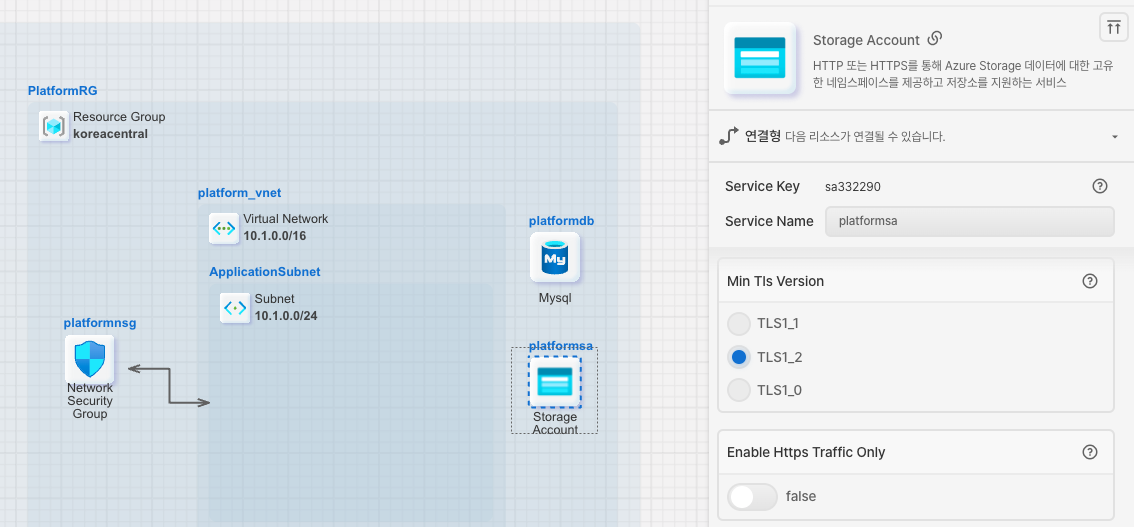 PlatformRG
Resource Group
koreacentral
platform_vnet
Virtual Network
10.1.0.0/16
ApplicationSubnet
Subnet
10.1.0.0/24
platformnsg
Network
Security
Group
platformdb
My
Mysql
platformsa
Storage
Account
Storage Account
HTTP 또는 HTTPS를 통해 Azure Storage 데이터에 대한 고유
한 네임스페이스를 제공하고 저장소를 지원하는 서비스
연결형 다음 리소스가 연결될 수 있습니다.
Service Key sa332290
Service Name platformsa
Min Tls Version
TLS1_1
TLS1_2
TLS1_0
Enable Https Traffic Only
false